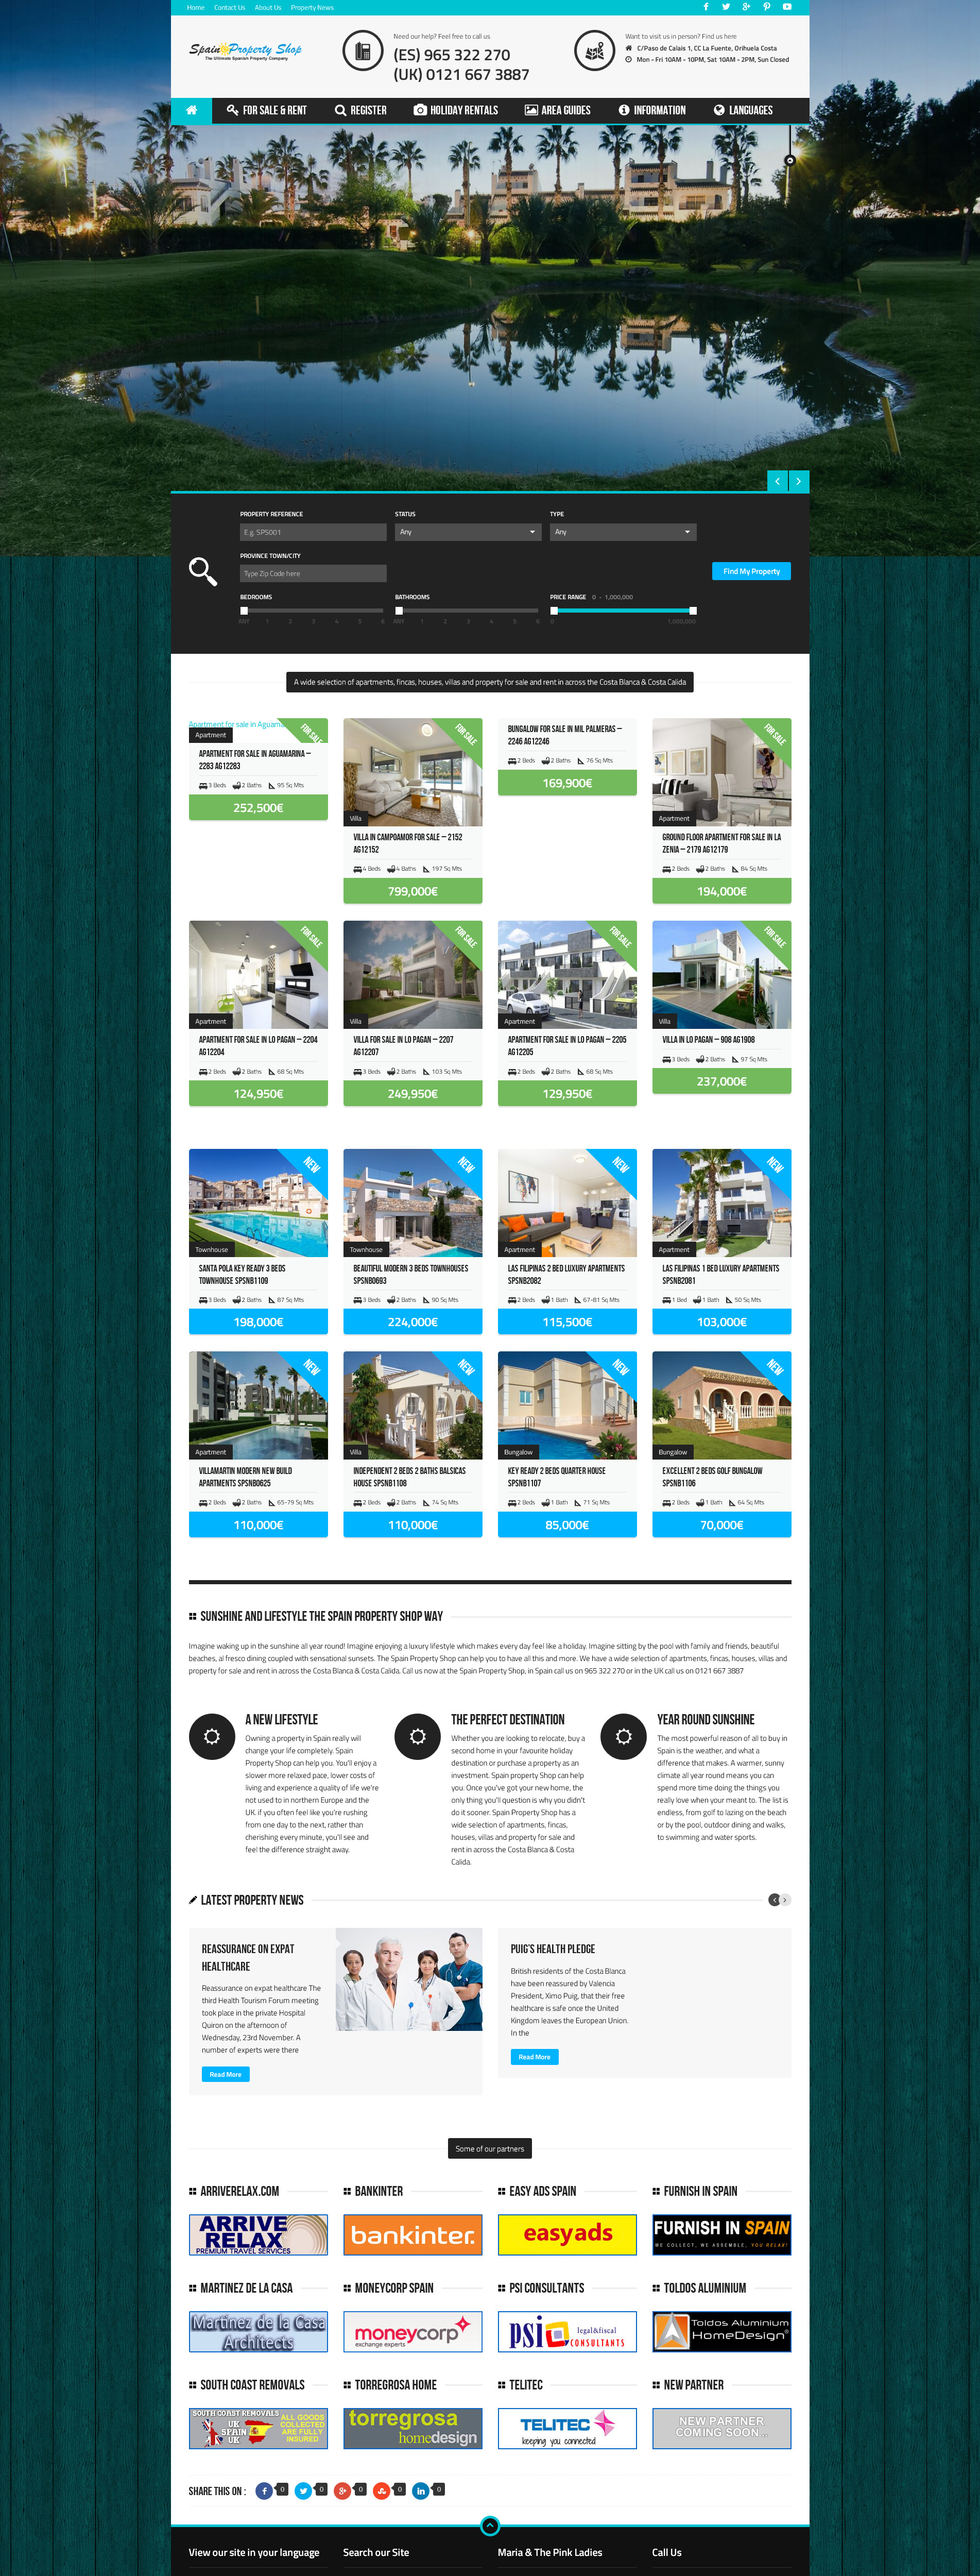 Home Contact Us About Us Property News
Spain Property Shop
The Ultimate Spanish Property Company
Need our help? Feel free to call us
(ES) 965 322 270
(UK) 0121 667 3887
Want to visit us in person? Find us here
C/Paso de Calais 1, CC La Fuente, Orihuela Costa
Mon - Fri 10AM - 10PM, Sat 10AM - 2PM, Sun Closed
FOR SALE & RENT REGISTER HOLIDAY RENTALS AREA GUIDES INFORMATION LANGUAGES
PROPERTY REFERENCE STATUS TYPE
E.g. SPS001 Any Any
PROVINCE TOWN/CITY
Type Zip Code here
Find My Property
BEDROOMS BATHROOMS PRICE RANGE 0 - 1,000,000
ANY 1 2 3 4 5 6 ANY 1 2 3 4 5 6 0 1,000,000
A wide selection of apartments, fincas, houses, villas and property for sale and rent in across the Costa Blanca & Costa Calida
Apartment for sale in Aguama
FOR SALE
Apartment
APARTMENT FOR SALE IN AGUAMARINA –
2283 AG12283
3 Beds 2 Baths 95 Sq Mts
252,500€
FOR SALE
Villa
VILLA IN CAMPOAMOR FOR SALE – 2152
AG12152
4 Beds 4 Baths 197 Sq Mts
799,000€
BUNGALOW FOR SALE IN MIL PALMERAS –
2246 AG12246
2 Beds 2 Baths 76 Sq Mts
169,900€
FOR SALE
Apartment
GROUND FLOOR APARTMENT FOR SALE IN LA
ZENIA – 2179 AG12179
2 Beds 2 Baths 84 Sq Mts
194,000€
FOR SALE
Apartment
APARTMENT FOR SALE IN LO PAGAN – 2204
AG12204
2 Beds 2 Baths 68 Sq Mts
124,950€
FOR SALE
Villa
VILLA FOR SALE IN LO PAGAN – 2207
AG12207
3 Beds 2 Baths 103 Sq Mts
249,950€
FOR SALE
Apartment
APARTMENT FOR SALE IN LO PAGAN – 2205
AG12205
2 Beds 2 Baths 68 Sq Mts
129,950€
FOR SALE
Villa
VILLA IN LO PAGAN – 908 AG1908
3 Beds 2 Baths 97 Sq Mts
237,000€
NEW
Townhouse
SANTA POLA KEY READY 3 BEDS
TOWNHOUSE SPSNB1109
3 Beds 2 Baths 87 Sq Mts
198,000€
NEW
Townhouse
BEAUTIFUL MODERN 3 BEDS TOWNHOUSES
SPSNB0693
3 Beds 2 Baths 90 Sq Mts
224,000€
NEW
Apartment
LAS FILIPINAS 2 BED LUXURY APARTMENTS
SPSNB2082
2 Beds 1 Bath 67-81 Sq Mts
115,500€
NEW
Apartment
LAS FILIPINAS 1 BED LUXURY APARTMENTS
SPSNB2081
1 Bed 1 Bath 50 Sq Mts
103,000€
NEW
Apartment
VILLAMARTIN MODERN NEW BUILD
APARTMENTS SPSNB0625
2 Beds 2 Baths 65-79 Sq Mts
110,000€
NEW
Villa
INDEPENDENT 2 BEDS 2 BATHS BALSICAS
HOUSE SPSNB1108
2 Beds 2 Baths 74 Sq Mts
110,000€
NEW
Bungalow
KEY READY 2 BEDS QUARTER HOUSE
SPSNB1107
2 Beds 1 Bath 71 Sq Mts
85,000€
NEW
Bungalow
EXCELLENT 2 BEDS GOLF BUNGALOW
SPSNB1106
2 Beds 1 Bath 64 Sq Mts
70,000€
SUNSHINE AND LIFESTYLE THE SPAIN PROPERTY SHOP WAY
Imagine waking up in the sunshine all year round! Imagine enjoying a luxury lifestyle which makes every day feel like a holiday. Imagine sitting by the pool with family and friends, beautiful
beaches, al fresco dining coupled with sensational sunsets. The Spain Property Shop can help you to have all this and more. We have a wide selection of apartments, fincas, houses, villas and
property for sale and rent in across the Costa Blanca & Costa Calida. Call us now at the Spain Property Shop, in Spain call us on 965 322 270 or in the UK call us on 0121 667 3887
A NEW LIFESTYLE
Owning a property in Spain really will
change your life completely. Spain
Property Shop can help you. You'll enjoy a
slower more relaxed pace, lower costs of
living and experience a quality of life we're
not used to in northern Europe and the
UK. if you often feel like you're rushing
from one day to the next, rather than
cherishing every minute, you'll see and
feel the difference straight away.
THE PERFECT DESTINATION
Whether you are looking to relocate, buy a
second home in your favourite holiday
destination or purchase a property as an
investment. Spain property Shop can help
you. Once you've got your new home, the
only thing you'll question is why you didn't
do it sooner. Spain Property Shop has a
wide selection of apartments, fincas,
houses, villas and property for sale and
rent in across the Costa Blanca & Costa
Calida.
YEAR ROUND SUNSHINE
The most powerful reason of all to buy in
Spain is the weather, and what a
difference that makes. A warmer, sunny
climate all year round means you can
spend more time doing the things you
really love when your meant to. The list is
endless, from golf to lazing on the beach
or by the pool, outdoor dining and walks,
to swimming and water sports.
LATEST PROPERTY NEWS
REASSURANCE ON EXPAT
HEALTHCARE
Reassurance on expat healthcare The
third Health Tourism Forum meeting
took place in the private Hospital
Quiron on the afternoon of
Wednesday, 23rd November. A
number of experts were there
Read More
PUIG'S HEALTH PLEDGE
British residents of the Costa Blanca
have been reassured by Valencia
President, Ximo Puig, that their free
healthcare is safe once the United
Kingdom leaves the European Union.
In the
Read More
Some of our partners
ARRIVERELAX.COM BANKINTER EASY ADS SPAIN FURNISH IN SPAIN
ARRIVE
RELAX
PREMIUM TRAVEL SERVICES
bankinter.
easyads
FURNISH IN SPAIN
WE COLLECT, WE ASSEMBLE, YOU RELAX!
MARTINEZ DE LA CASA MONEYCORP SPAIN PSI CONSULTANTS TOLDOS ALUMINIUM
Martinez de la Casa
Architects
moneycorp
exchange experts
psi legal&fiscal
CONSULTANTS
Toldos Aluminium
HomeDesign®
SOUTH COAST REMOVALS TORREGROSA HOME TELITEC NEW PARTNER
SOUTH COAST REMOVALS
UK
SPAIN
UK
ALL GOODS
COLLECTED
ARE FULLY
INSURED
torregrosa
homedesign
TELITEC
keeping you connected
NEW PARTNER
COMING SOON...
SHARE THIS ON : 0 0 0 0 0
View our site in your language Search our Site Maria & The Pink Ladies Call Us